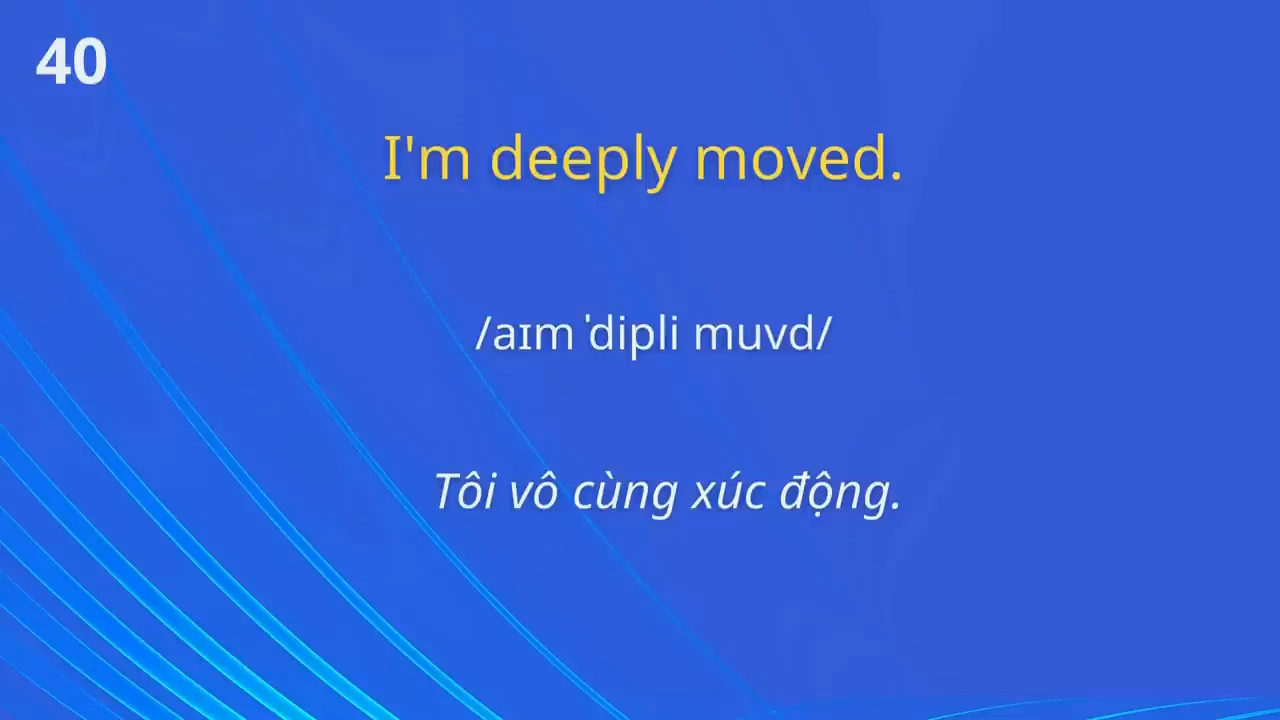 40
I'm deeply moved.
/aɪm ˈdipli muvd/
Tôi vô cùng xúc động.